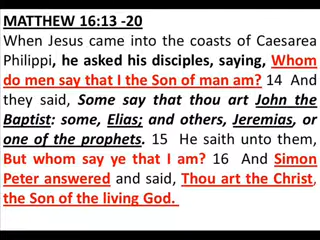 MATTHEW 16:13 -20
When Jesus came into the coasts of Caesarea
Philippi, he asked his disciples, saying, Whom
do men say that I the Son of man am? 14 And
they said, Some say that thou art John the
Baptist: some, Elias; and others, Jeremias, or
one of the prophets. 15 He saith unto them,
But whom say ye that I am? 16 And Simon
Peter answered and said, Thou art the Christ,
the Son of the living God.